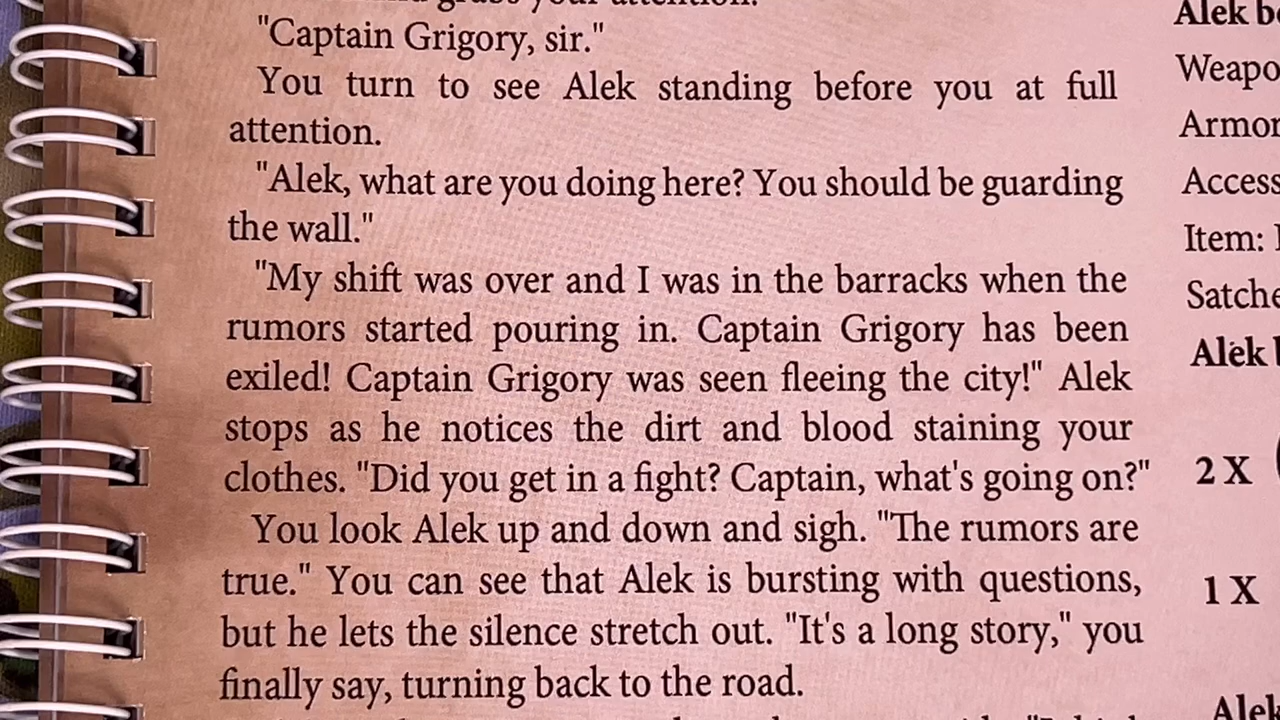 your attention.
"Captain Grigory, sir."
You turn to see Alek standing before you at full
attention.
"Alek, what are you doing here? You should be guarding
the wall."
"My shift was over and I was in the barracks when the
rumors started pouring in. Captain Grigory has been
exiled! Captain Grigory was seen fleeing the city!" Alek
stops as he notices the dirt and blood staining your
clothes. "Did you get in a fight? Captain, what's going on?"
You look Alek up and down and sigh. "The rumors are
true." You can see that Alek is bursting with questions,
but he lets the silence stretch out. "It's a long story," you
finally say, turning back to the road.
Alek
Item:
Alek
2 X
1 X
Alek